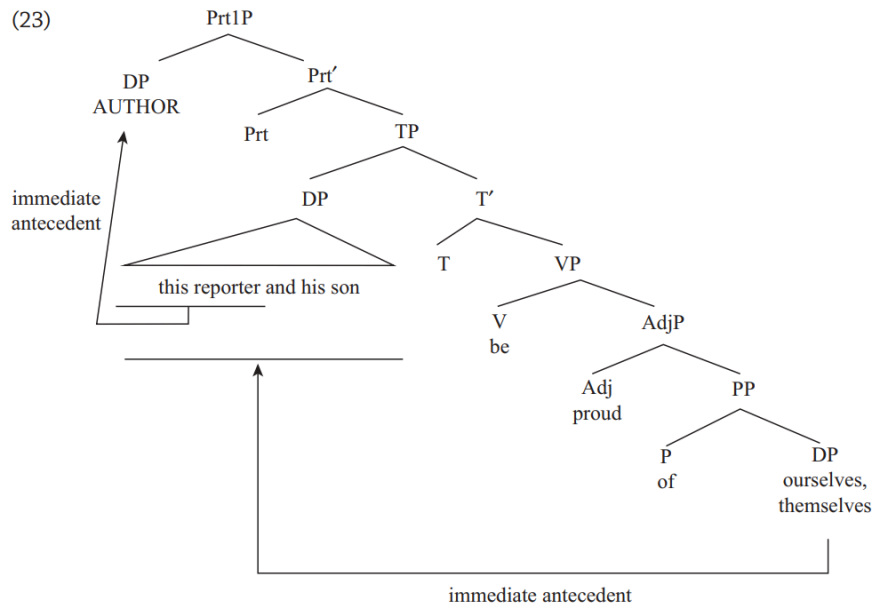 (23)
Prt1P
DP
AUTHOR
Prt′
Prt
TP
immediate
antecedent
DP
T′
this reporter and his son
T
VP
V
be
AdjP
Adj
proud
PP
P
of
DP
ourselves,
themselves
immediate antecedent